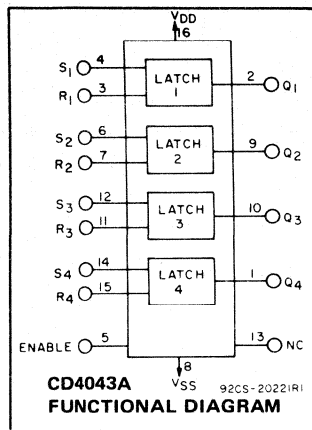 VDD
16
S1 4 LATCH 1 2 Q1
R1 3
S2 6 LATCH 2 9 Q2
R2 7
S3 12 LATCH 3 10 Q3
R3 11
S4 14 LATCH 4 1 Q4
R4 15
ENABLE 5 13 NC
8
VSS
CD4043A 92CS-20221R1
FUNCTIONAL DIAGRAM